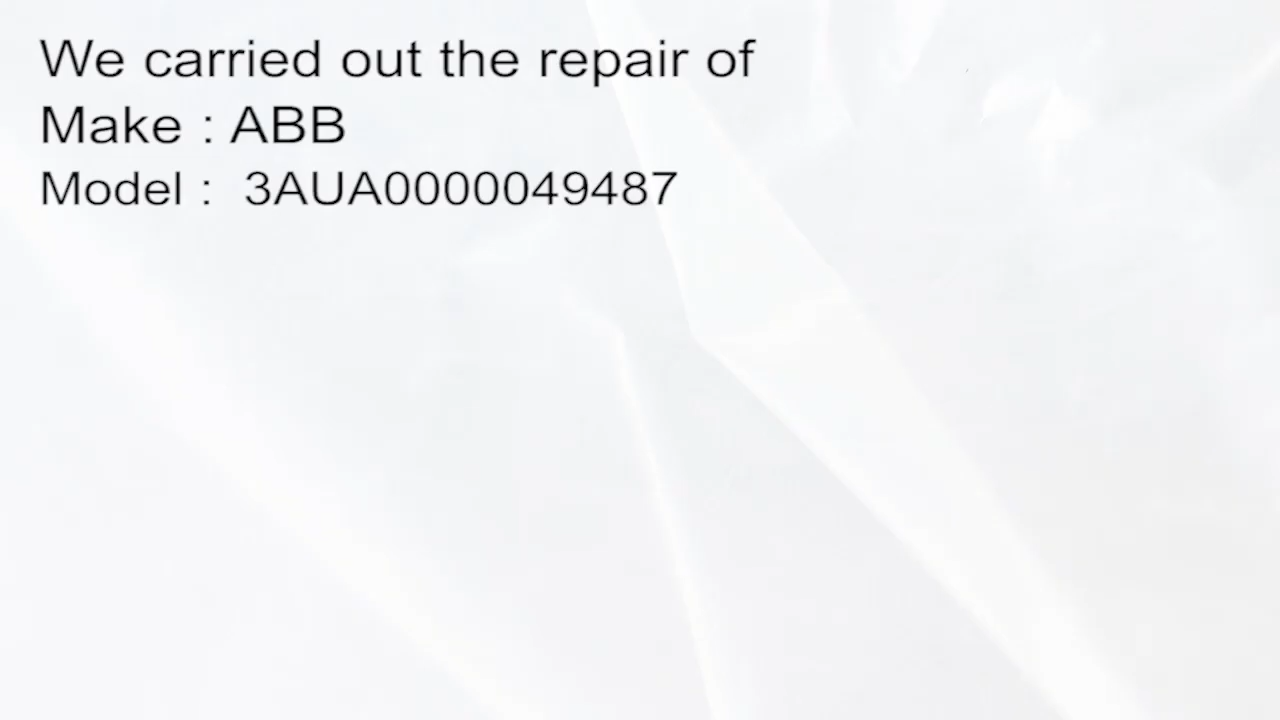 We carried out the repair of
Make : ABB
Model :  3AUA0000049487